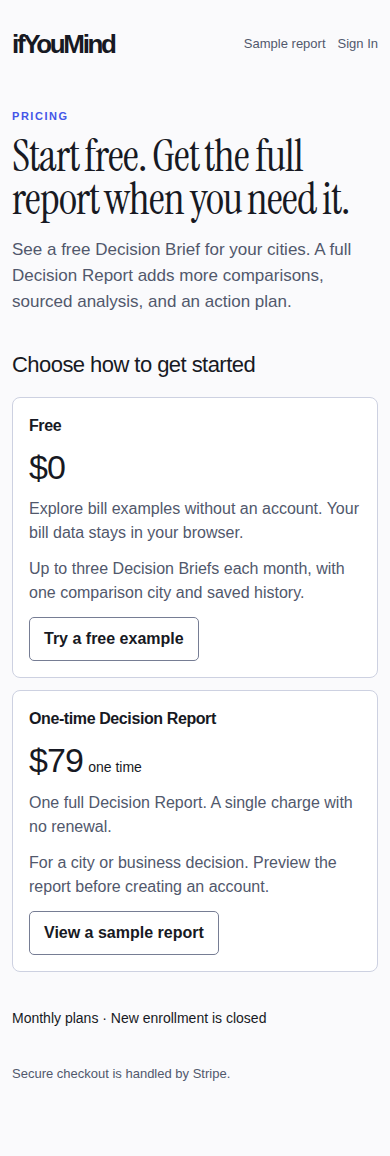 ifYouMind
Sample report
Sign In
PRICING
Start free. Get the full
report when you need it.
See a free Decision Brief for your cities. A full
Decision Report adds more comparisons,
sourced analysis, and an action plan.
Choose how to get started
Free
$0
Explore bill examples without an account. Your
bill data stays in your browser.
Up to three Decision Briefs each month, with
one comparison city and saved history.
Try a free example
One-time Decision Report
$79 one time
One full Decision Report. A single charge with
no renewal.
For a city or business decision. Preview the
report before creating an account.
View a sample report
Monthly plans · New enrollment is closed
Secure checkout is handled by Stripe.